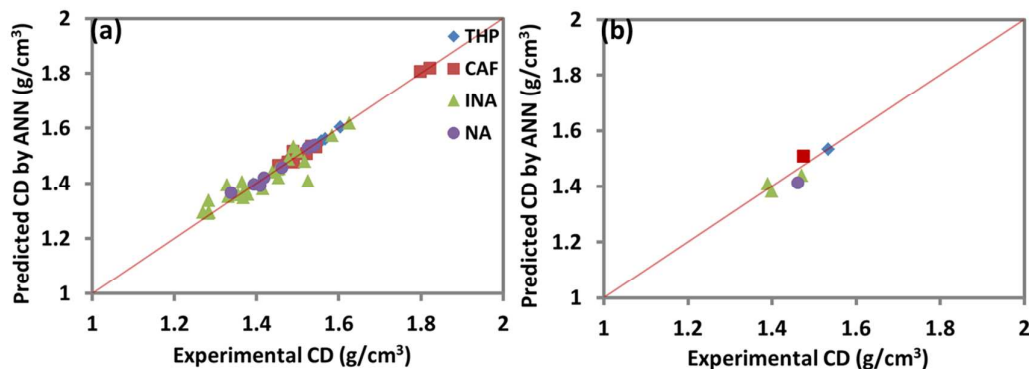 (a)
Predicted CD by ANN (g/cm³)
2
1.8
1.6
1.4
1.2
1
1 1.2 1.4 1.6 1.8 2
Experimental CD (g/cm³)
THP
CAF
INA
NA
(b)
Predicted CD by ANN (g/cm³)
2
1.8
1.6
1.4
1.2
1
1 1.2 1.4 1.6 1.8 2
Experimental CD (g/cm³)